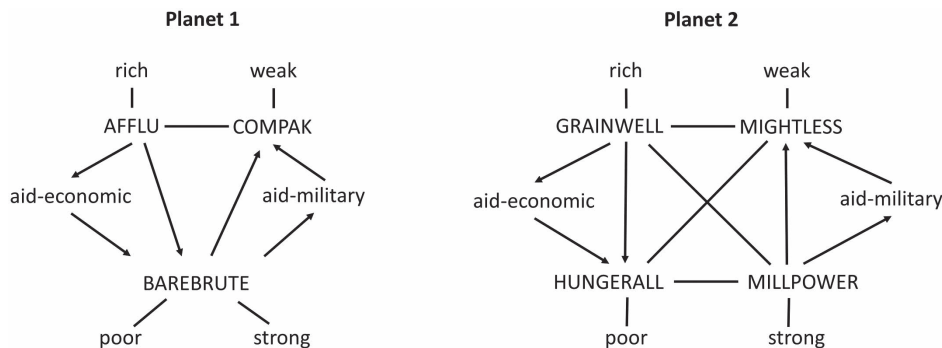 Planet 1
rich weak
AFFLU COMPAK
aid-economic aid-military
BAREBRUTE
poor strong
Planet 2
rich weak
GRAINWELL MIGHTLESS
aid-economic aid-military
HUNGERALL MILLPOWER
poor strong